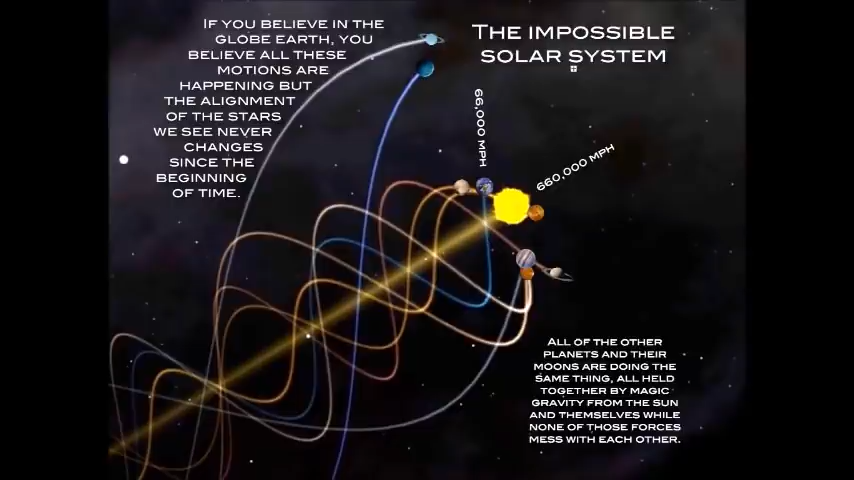 IF YOU BELIEVE IN THE
GLOBE EARTH, YOU
BELIEVE ALL THESE
MOTIONS ARE
HAPPENING BUT
THE ALIGNMENT
OF THE STARS
WE SEE NEVER
CHANGES
SINCE THE
BEGINNING
OF TIME.
THE IMPOSSIBLE
SOLAR SYSTEM
66,000 MPH
660,000 MPH
ALL OF THE OTHER
PLANETS AND THEIR
MOONS ARE DOING THE
SAME THING, ALL HELD
TOGETHER BY MAGIC
GRAVITY FROM THE SUN
AND THEMSELVES WHILE
NONE OF THOSE FORCES
MESS WITH EACH OTHER.